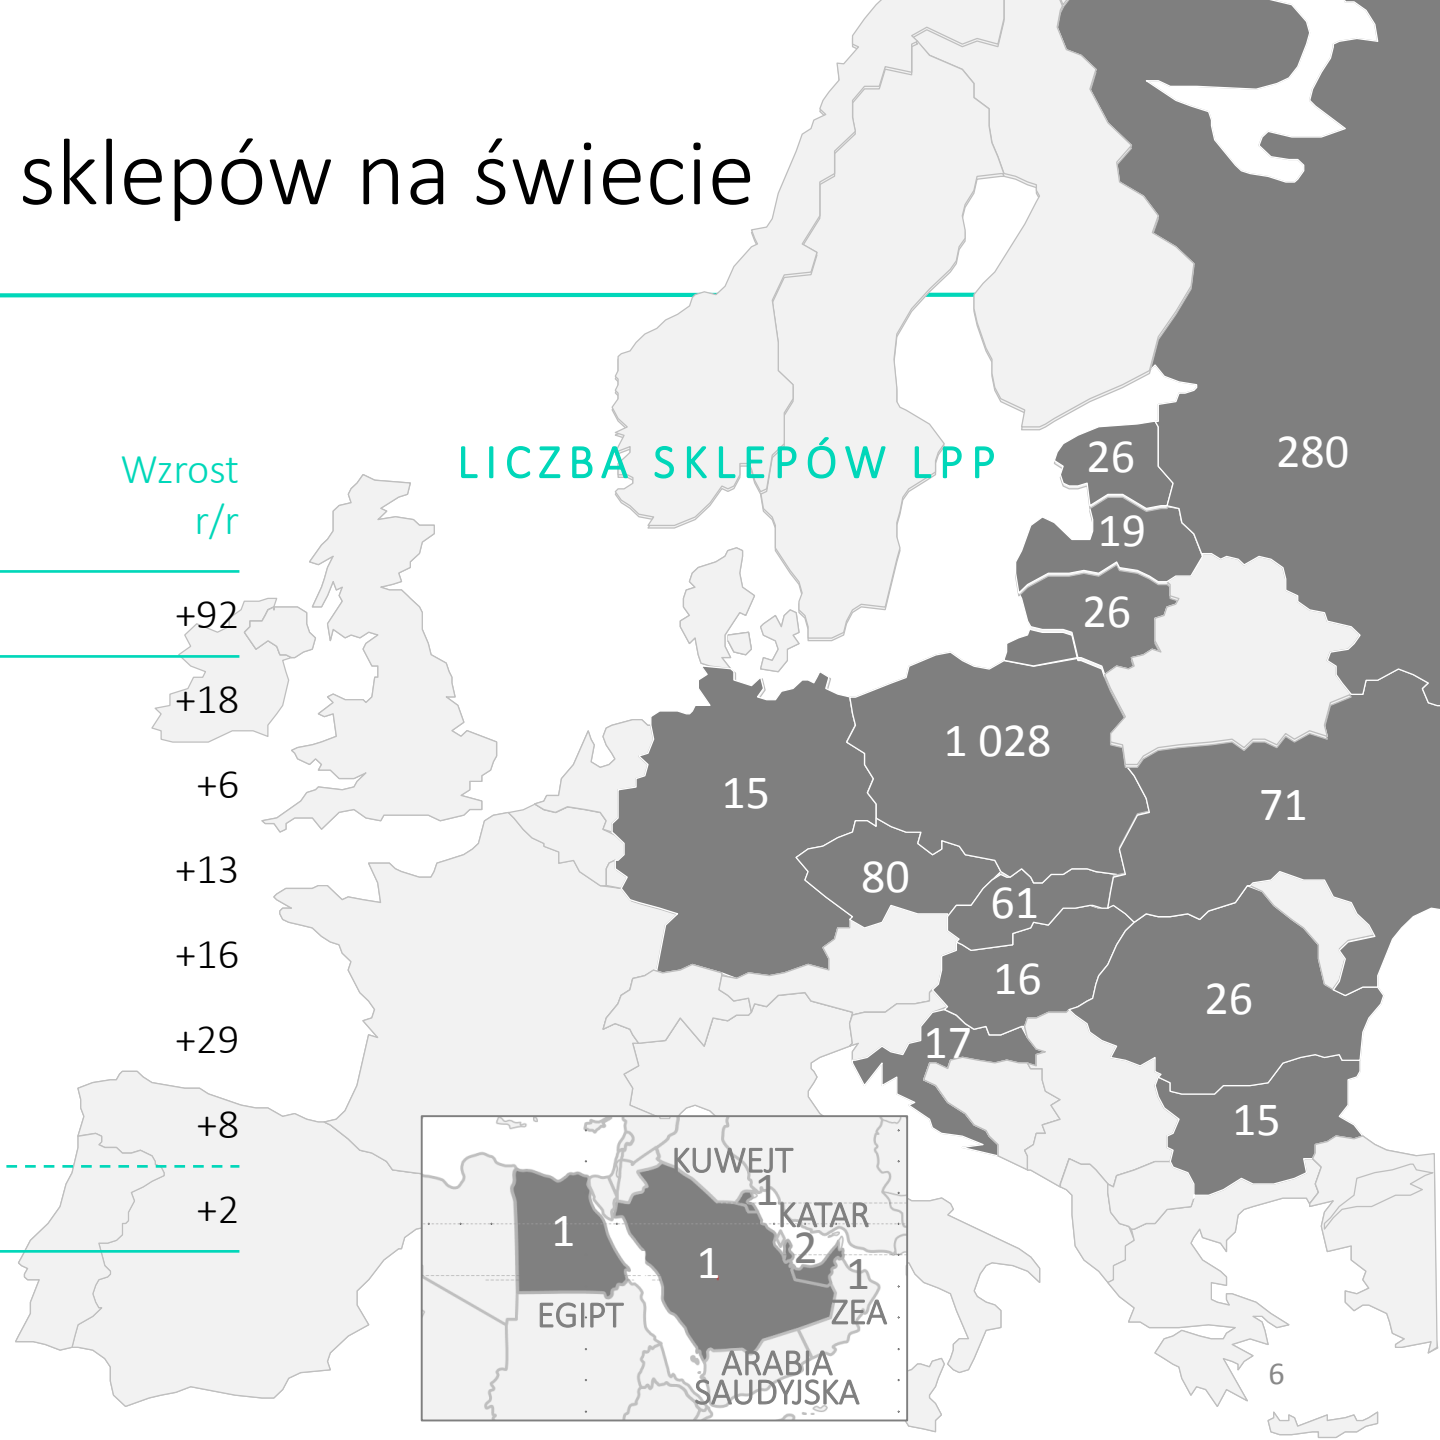 sklepów na świecie
Wzrost
r/r
+92
+18
+6
+13
+16
+29
+8
+2
LICZBA SKLEPÓW LPP
26
280
19
26
1 028
15
71
80
61
16
26
17
15
KUWEJT
1
KATAR
1
2
1
1
EGIPT
ZEA
ARABIA
SAUDYJSKA
6